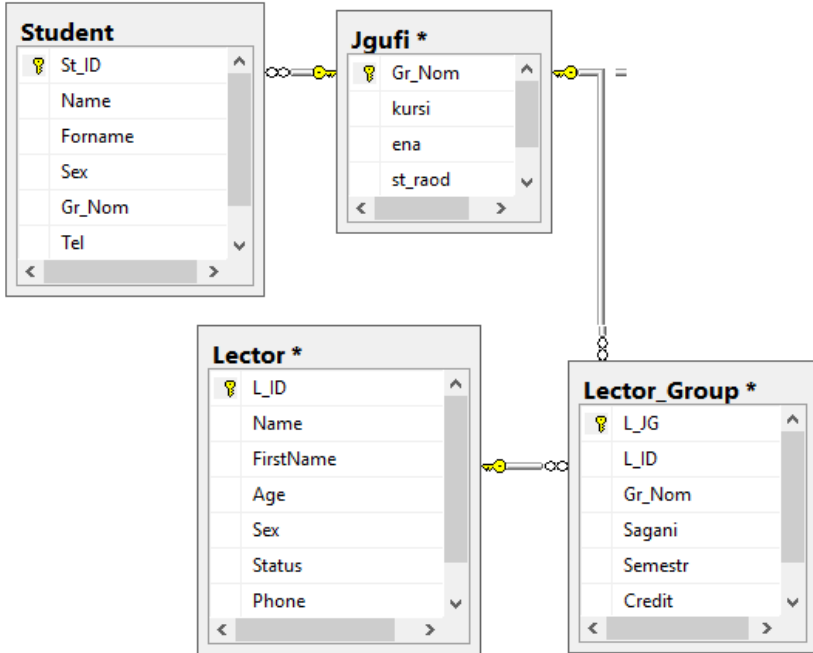 Student
St_ID
Name
Forname
Sex
Gr_Nom
Tel
Jgufi *
Gr_Nom
kursi
ena
st_raod
Lector *
L_ID
Name
FirstName
Age
Sex
Status
Phone
Lector_Group *
L_JG
L_ID
Gr_Nom
Sagani
Semestr
Credit